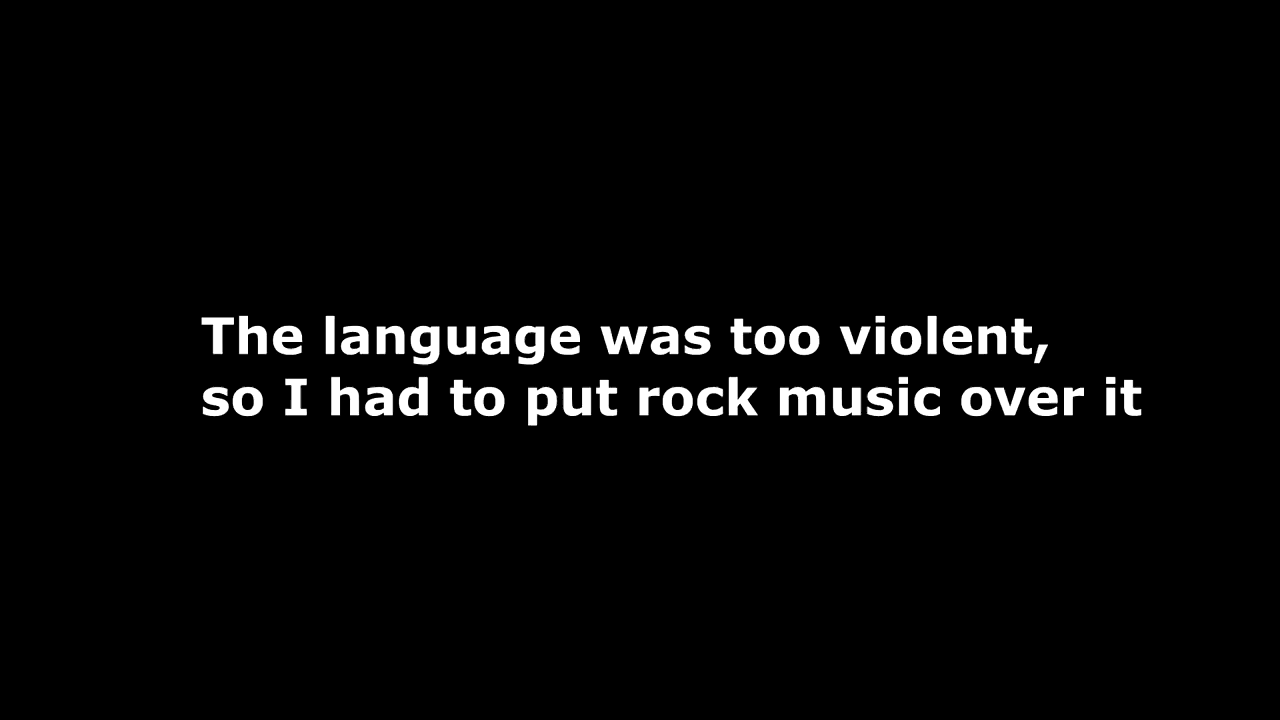 The language was too violent,
so I had to put rock music over it